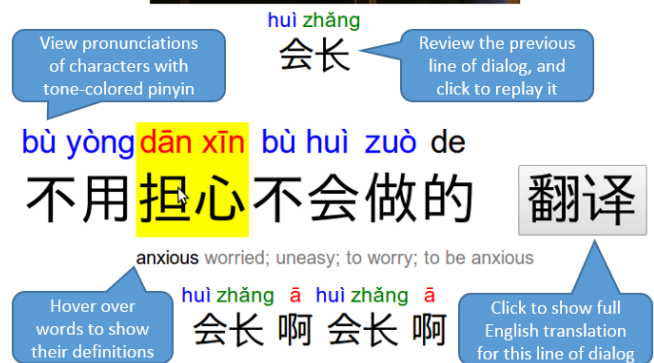 huì zhǎng
会长
View pronunciations
of characters with
tone-colored pinyin
Review the previous
line of dialog, and
click to replay it
bù yòng dān xīn bù huì zuò de
不用担心不会做的
翻译
anxious worried; uneasy; to worry; to be anxious
Hover over
words to show
their definitions
huì zhǎng ā huì zhǎng ā
会长 啊 会长 啊
Click to show full
English translation
for this line of dialog